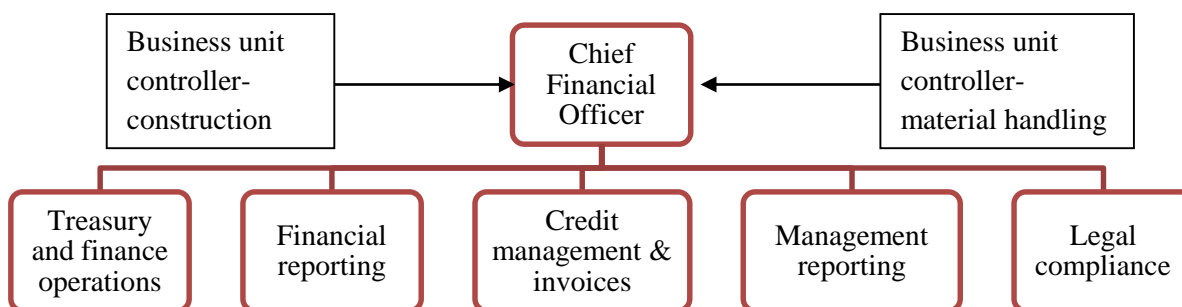 Business unit
controller-
construction
Chief
Financial
Officer
Business unit
controller-
material handling
Treasury
and finance
operations
Financial
reporting
Credit
management &
invoices
Management
reporting
Legal
compliance